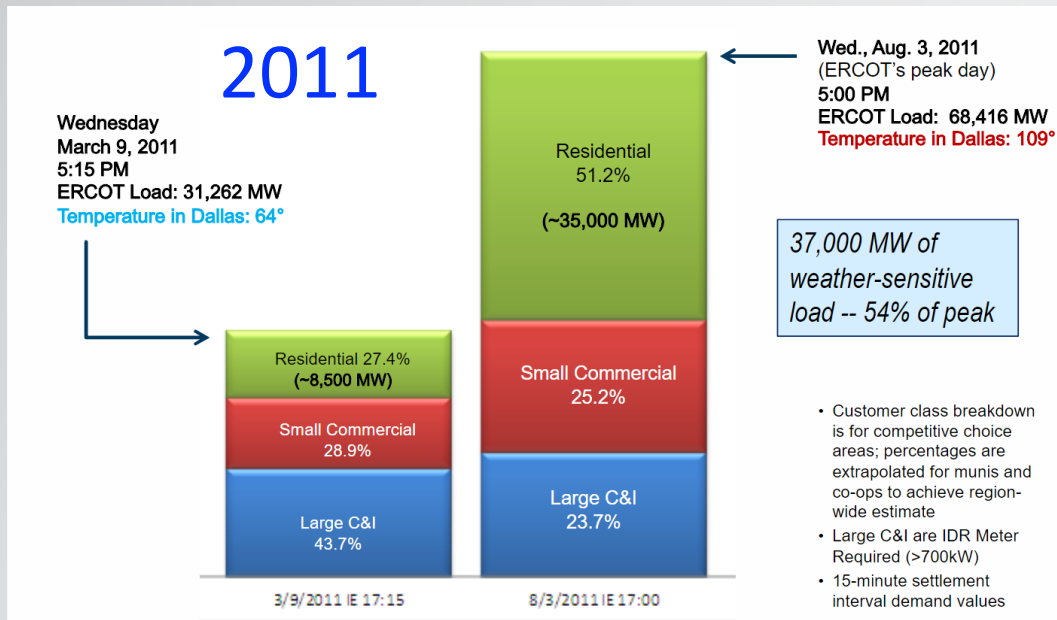 2011
Wednesday
March 9, 2011
5:15 PM
ERCOT Load: 31,262 MW
Temperature in Dallas: 64°
Residential 27.4%
(~8,500 MW)
Small Commercial
28.9%
Large C&I
43.7%
3/9/2011 IE 17:15
Residential
51.2%
(~35,000 MW)
Small Commercial
25.2%
Large C&I
23.7%
8/3/2011 IE 17:00
Wed., Aug. 3, 2011
(ERCOT's peak day)
5:00 PM
ERCOT Load: 68,416 MW
Temperature in Dallas: 109°
37,000 MW of
weather-sensitive
load -- 54% of peak
• Customer class breakdown
is for competitive choice
areas; percentages are
extrapolated for munis and
co-ops to achieve region-
wide estimate
• Large C&I are IDR Meter
Required (>700kW)
• 15-minute settlement
interval demand values